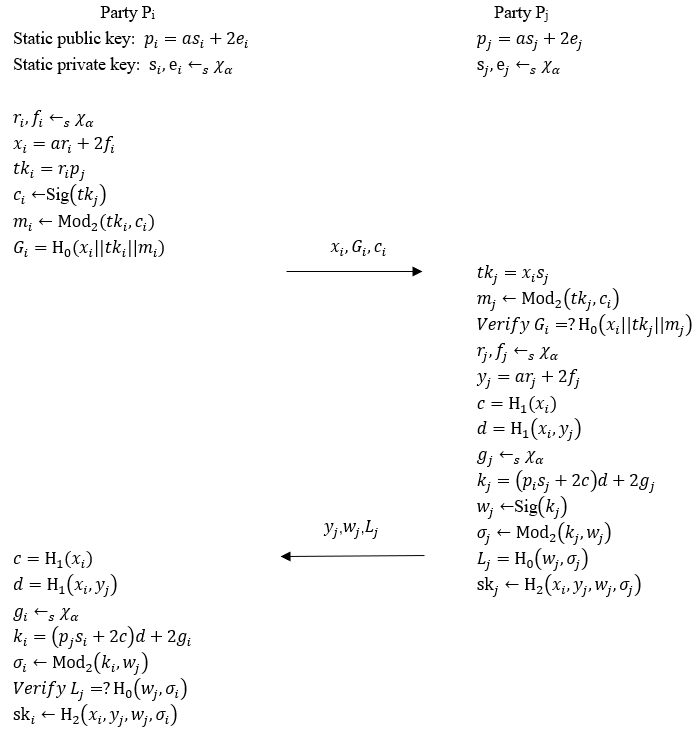 Party Pᵢ
Static public key: pᵢ = asᵢ + 2eᵢ
Static private key: sᵢ, eᵢ ←ₛ χ_α
rᵢ, fᵢ ←ₛ χ_α
xᵢ = arᵢ + 2fᵢ
tkᵢ = rᵢpⱼ
cᵢ ←Sig(tkⱼ)
mᵢ ← Mod₂(tkᵢ, cᵢ)
Gᵢ = H₀(xᵢ||tkᵢ||mᵢ)
xᵢ, Gᵢ, cᵢ
Party Pⱼ
pⱼ = asⱼ + 2eⱼ
sⱼ, eⱼ ←ₛ χ_α
tkⱼ = xᵢsⱼ
mⱼ ← Mod₂(tkⱼ, cᵢ)
Verify Gᵢ =? H₀(xᵢ||tkⱼ||mⱼ)
rⱼ, fⱼ ←ₛ χ_α
yⱼ = arⱼ + 2fⱼ
c = H₁(xᵢ)
d = H₁(xᵢ, yⱼ)
gⱼ ←ₛ χ_α
kⱼ = (pᵢsⱼ + 2c)d + 2gⱼ
wⱼ ←Sig(kⱼ)
σⱼ ← Mod₂(kⱼ, wⱼ)
Lⱼ = H₀(wⱼ, σⱼ)
skⱼ ← H₂(xᵢ, yⱼ, wⱼ, σⱼ)
yⱼ,wⱼ,Lⱼ
c = H₁(xᵢ)
d = H₁(xᵢ, yⱼ)
gᵢ ←ₛ χ_α
kᵢ = (pⱼsᵢ + 2c)d + 2gᵢ
σᵢ ← Mod₂(kᵢ, wⱼ)
Verify Lⱼ =? H₀(wⱼ, σᵢ)
skᵢ ← H₂(xᵢ, yⱼ, wⱼ, σᵢ)